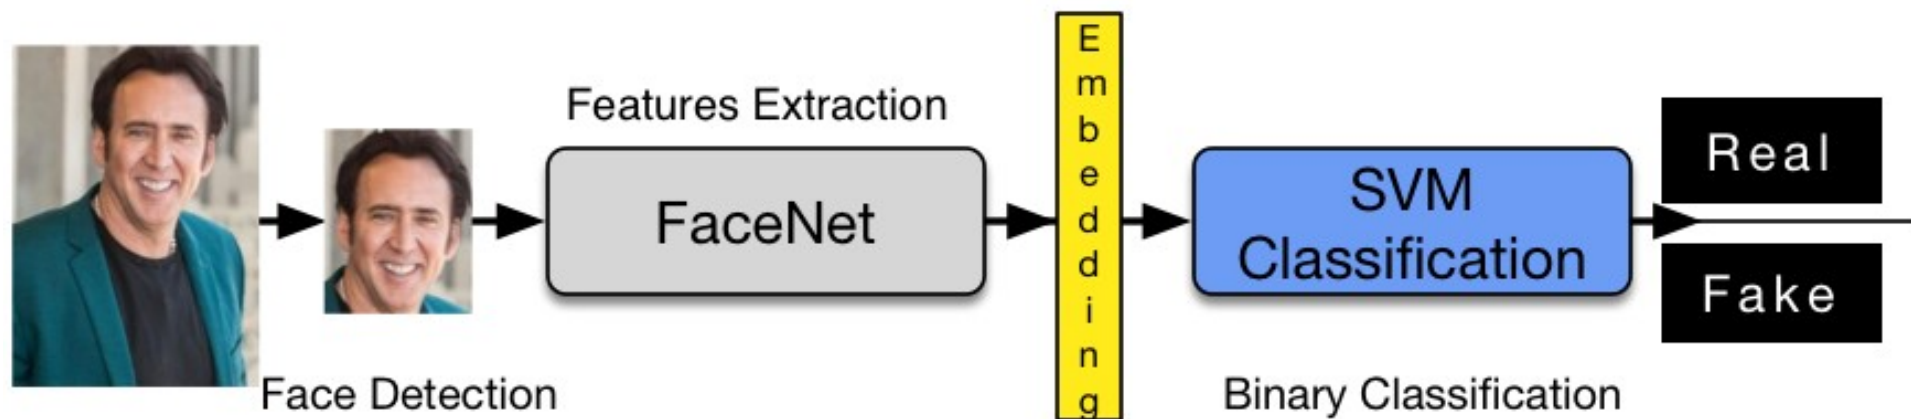 Face Detection
Features Extraction
FaceNet
Embedding
SVM
Classification
Binary Classification
Real
Fake